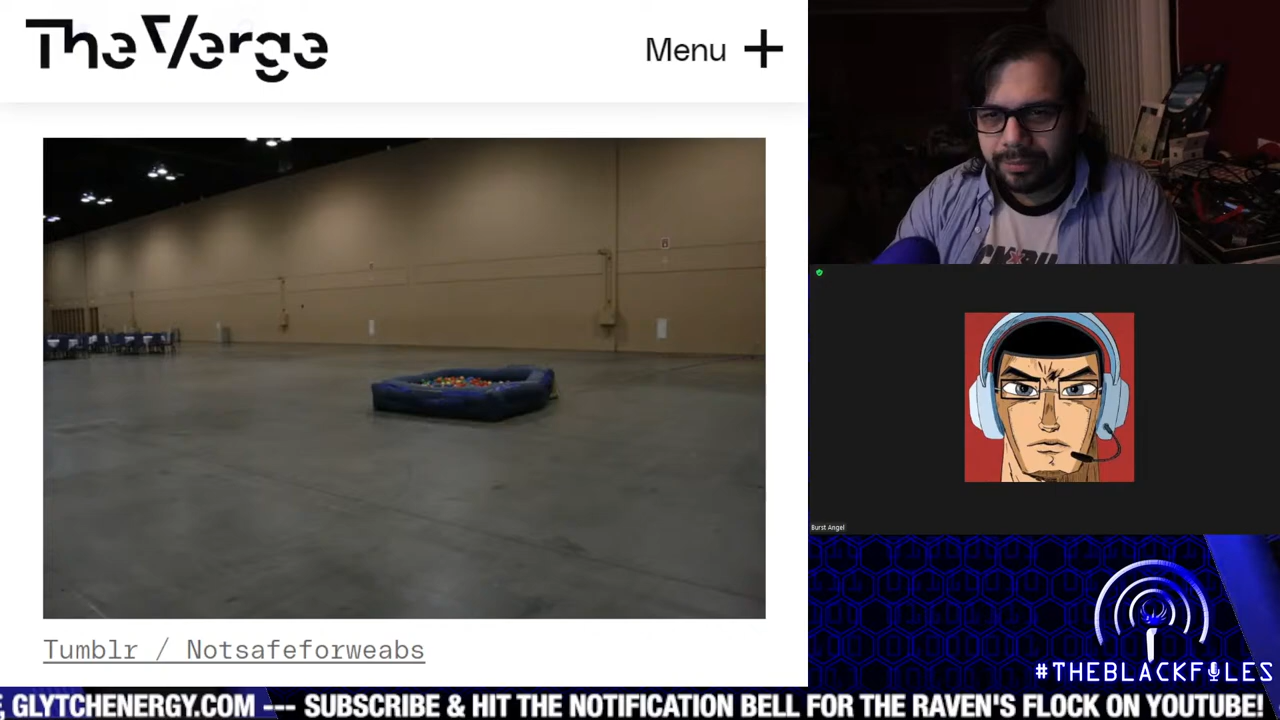 The Verge
Menu
Tumblr / Notsafeforweabs
Burst Angel
#THEBLACKFILES
GLYTCHENERGY.COM --- SUBSCRIBE & HIT THE NOTIFICATION BELL FOR THE RAVEN'S FLOCK ON YOUTUBE!